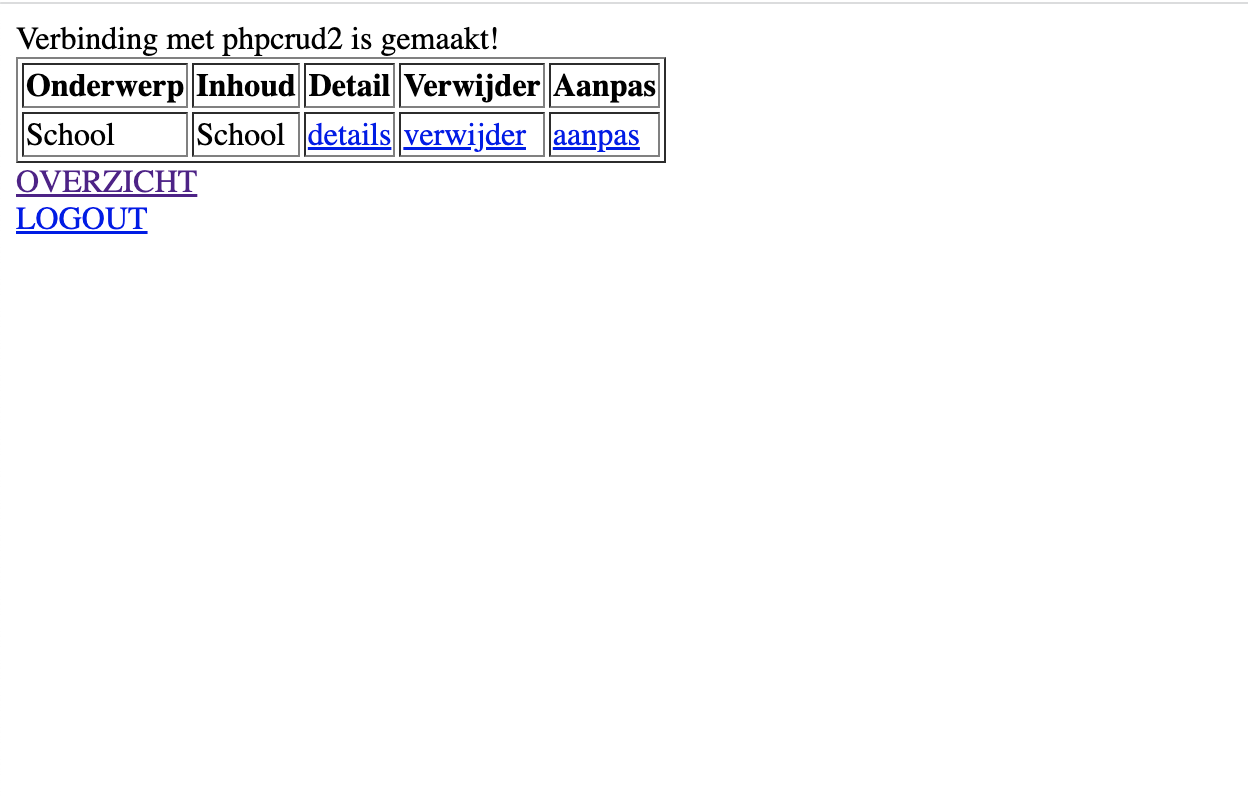 Verbinding met phpcrud2 is gemaakt!
Onderwerp Inhoud Detail Verwijder Aanpas
School School details verwijder aanpas
OVERZICHT
LOGOUT